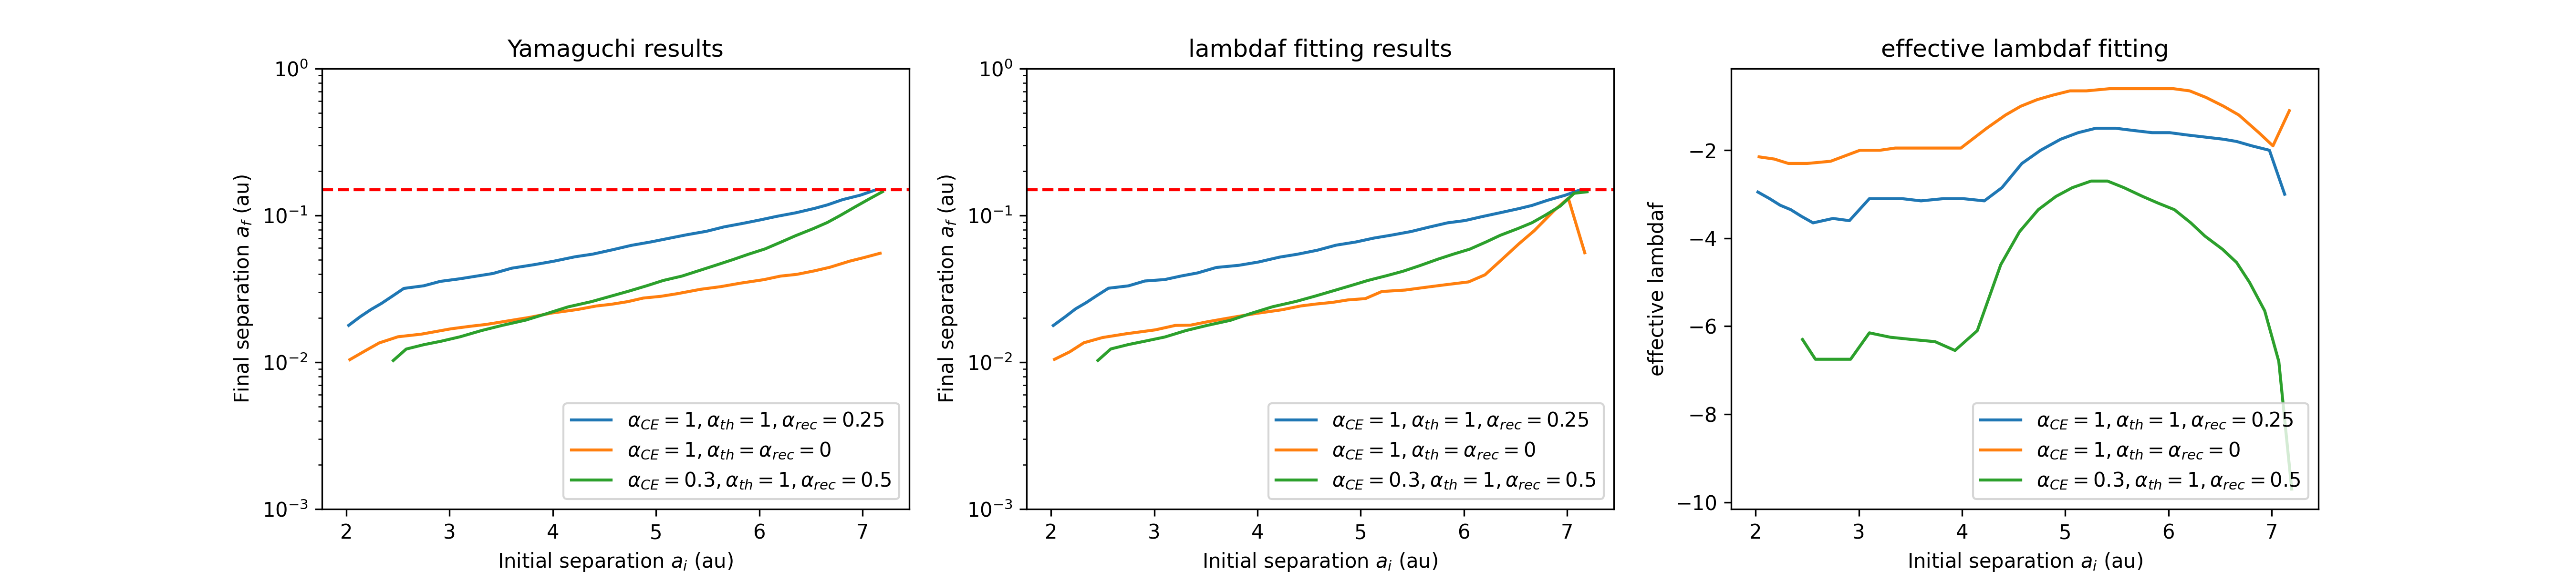 Yamaguchi results
10⁰
10⁻¹
10⁻²
10⁻³
Final separation a_f (au)
2 3 4 5 6 7
Initial separation a_i (au)
α_CE = 1, α_th = 1, α_rec = 0.25
α_CE = 1, α_th = α_rec = 0
α_CE = 0.3, α_th = 1, α_rec = 0.5
lambdaf fitting results
10⁰
10⁻¹
10⁻²
10⁻³
Final separation a_f (au)
2 3 4 5 6 7
Initial separation a_i (au)
α_CE = 1, α_th = 1, α_rec = 0.25
α_CE = 1, α_th = α_rec = 0
α_CE = 0.3, α_th = 1, α_rec = 0.5
effective lambdaf fitting
−2
−4
−6
−8
−10
effective lambdaf
2 3 4 5 6 7
Initial separation a_i (au)
α_CE = 1, α_th = 1, α_rec = 0.25
α_CE = 1, α_th = α_rec = 0
α_CE = 0.3, α_th = 1, α_rec = 0.5